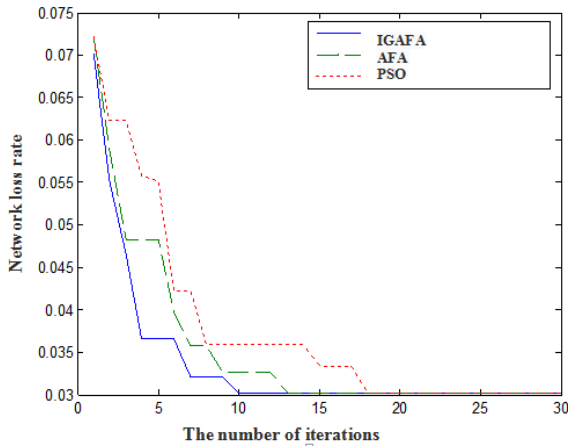 0.075
0.07
0.065
0.06
0.055
0.05
0.045
0.04
0.035
0.03
Network loss rate
IGAFA
AFA
PSO
0 5 10 15 20 25 30
The number of iterations